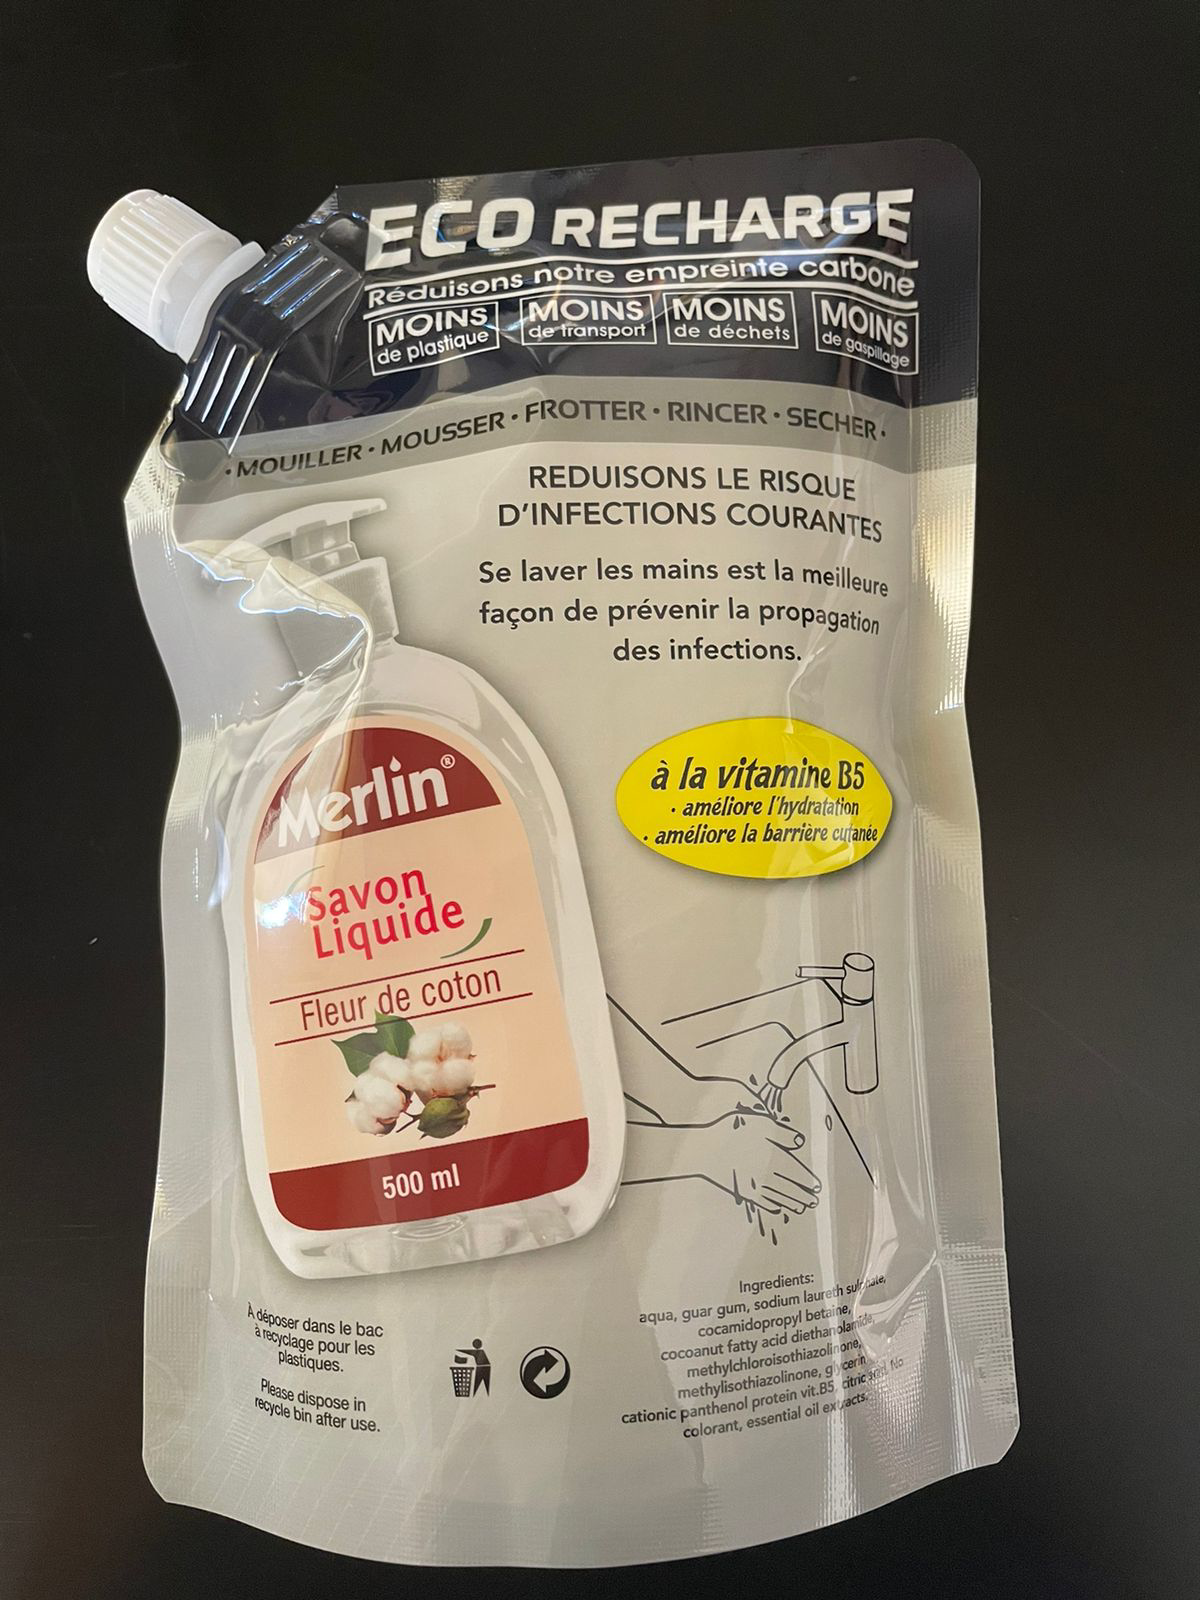 ECO RECHARGE
Réduisons notre empreinte carbone
MOINS de plastique
MOINS de transport
MOINS de déchets
MOINS de gaspillage
· MOUILLER · MOUSSER · FROTTER · RINCER · SECHER ·
REDUISONS LE RISQUE
D'INFECTIONS COURANTES
Se laver les mains est la meilleure
façon de prévenir la propagation
des infections.
à la vitamine B5
· améliore l'hydratation
· améliore la barrière cutanée
Merlin®
Savon
Liquide
Fleur de coton
500 ml
À déposer dans le bac
à recyclage pour les
plastiques.
Please dispose in
recycle bin after use.
Ingredients:
aqua, guar gum, sodium laureth sulphate,
cocamidopropyl betaine,
cocoanut fatty acid diethanolamide,
methylchloroisothiazolinone,
methylisothiazolinone, glycerin
cationic panthenol protein vit.B5, citric acid, No
colorant, essential oil extracts.